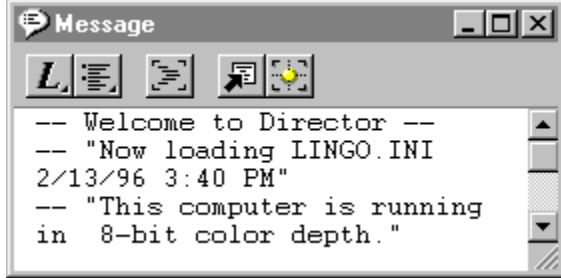 Message
L
-- Welcome to Director --
-- "Now loading LINGO.INI
2/13/96 3:40 PM"
-- "This computer is running
in  8-bit color depth."